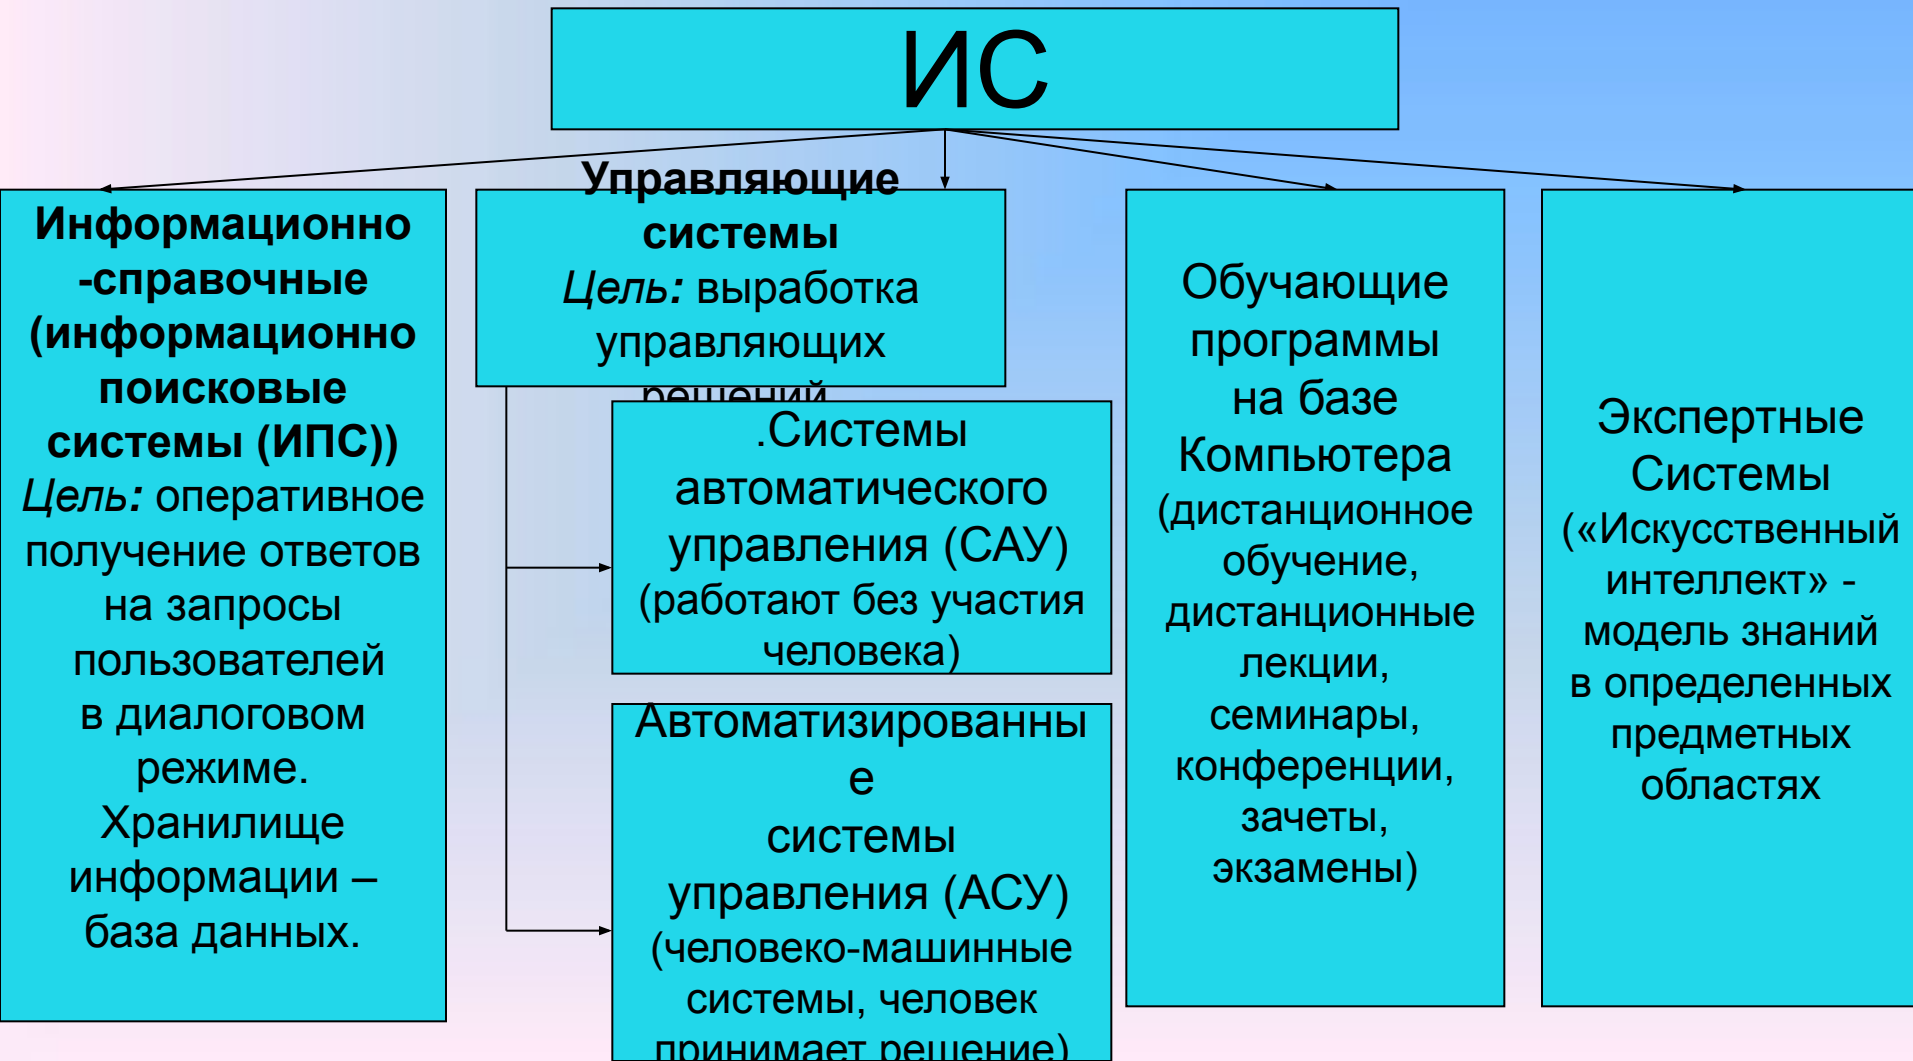 ИС
Информационно
-справочные
(информационно
поисковые
системы (ИПС))
Цель: оперативное
получение ответов
на запросы
пользователей
в диалоговом
режиме.
Хранилище
информации –
база данных.
Управляющие
системы
Цель: выработка
управляющих
решений
.Системы
автоматического
управления (САУ)
(работают без участия
человека)
Автоматизированны
е
системы
управления (АСУ)
(человеко-машинные
системы, человек
принимает решение)
Обучающие
программы
на базе
Компьютера
(дистанционное
обучение,
дистанционные
лекции,
семинары,
конференции,
зачеты,
экзамены)
Экспертные
Системы
(«Искусственный
интеллект» -
модель знаний
в определенных
предметных
областях